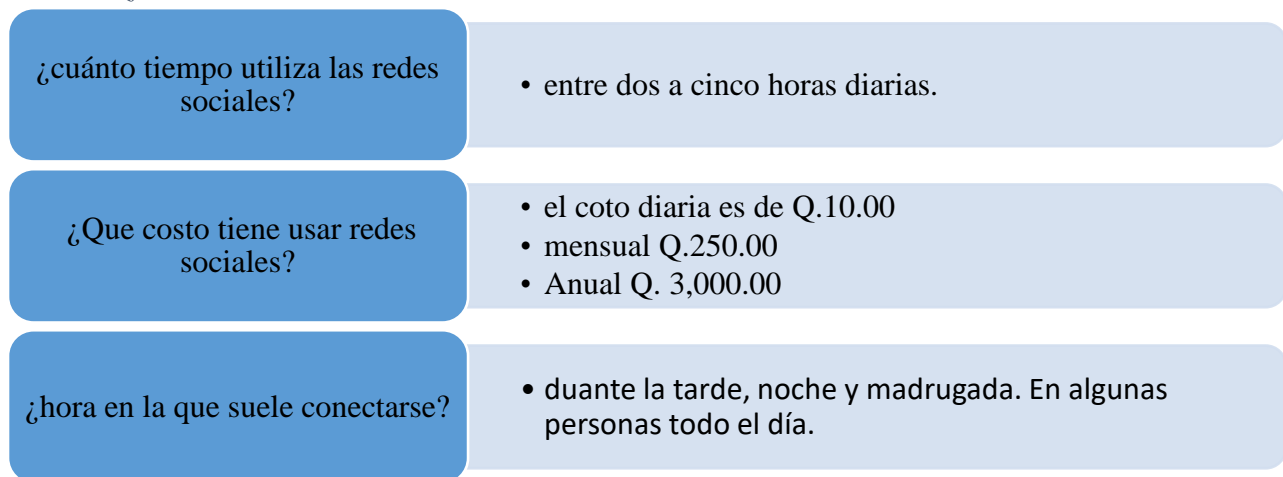 ¿cuánto tiempo utiliza las redes
sociales?
• entre dos a cinco horas diarias.
¿Que costo tiene usar redes
sociales?
• el coto diaria es de Q.10.00
• mensual Q.250.00
• Anual Q. 3,000.00
¿hora en la que suele conectarse?
• duante la tarde, noche y madrugada. En algunas
personas todo el día.